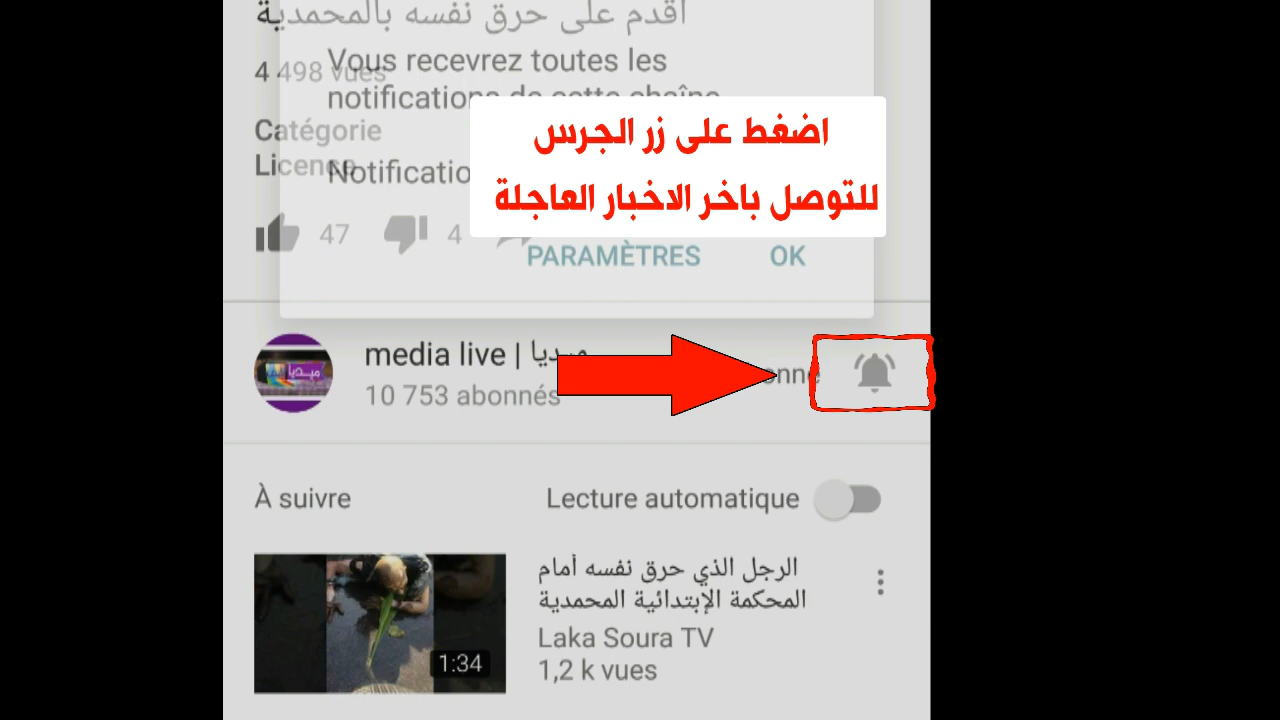 أقدم على حرق نفسه بالمحمدية
Vous recevrez toutes les
4 498 vues
notifications de cette chaîne
اضغط على زر الجرس
Catégorie
Licence
للتوصل باخر الاخبار العاجلة
47
4
PARAMÈTRES
OK
media live | ميديا
10 753 abonnés
À suivre
Lecture automatique
الرجل الذي حرق نفسه أمام
المحكمة الإبتدائية المحمدية
Laka Soura TV
1,2 k vues
1:34